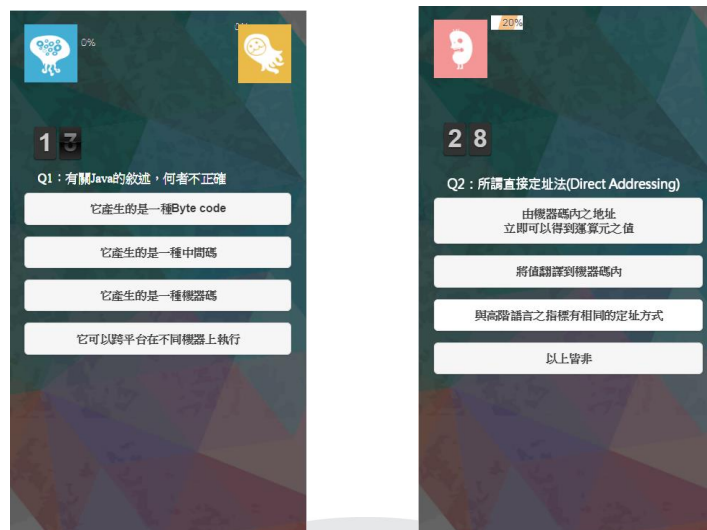 0%
Q1：有關Java的敘述，何者不正確
它產生的是一種Byte code
它產生的是一種中間碼
它產生的是一種機器碼
它可以跨平台在不同機器上執行
20%
28
Q2：所謂直接定址法(Direct Addressing)
由機器碼內之地址
立即可以得到運算元之值
將值翻譯到機器碼內
與高階語言之指標有相同的定址方式
以上皆非